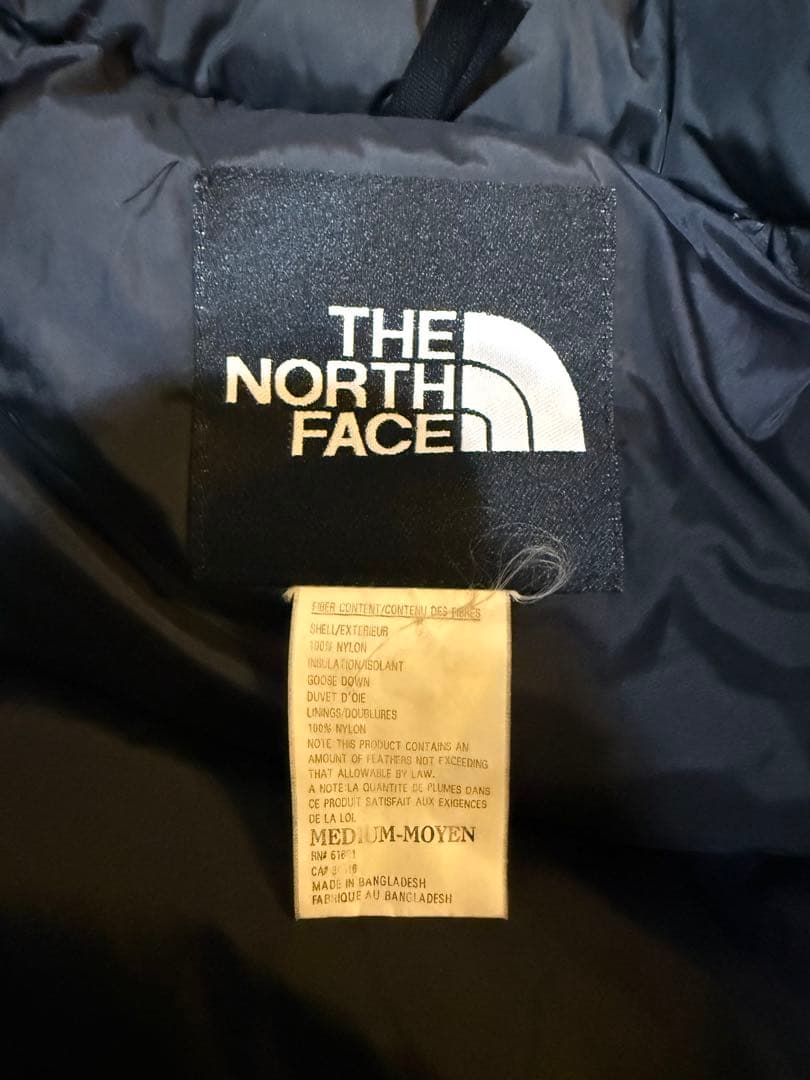 THE
NORTH
FACE
FIBER CONTENT/CONTENU DES FIBRES
SHELL/EXTERIEUR
100% NYLON
INSULATION/ISOLANT
GOOSE DOWN
DUVET D'OIE
LININGS/DOUBLURES
100% NYLON
NOTE THIS PRODUCT CONTAINS AN
AMOUNT OF FEATHERS NOT EXCEEDING
THAT ALLOWABLE BY LAW.
A NOTE:LA QUANTITE DE PLUMES DANS
CE PRODUIT SATISFAIT AUX EXIGENCES
DE LA LOI.
MEDIUM-MOYEN
RN#
CA#
MADE IN BANGLADESH
FABRIQUE AU BANGLADESH